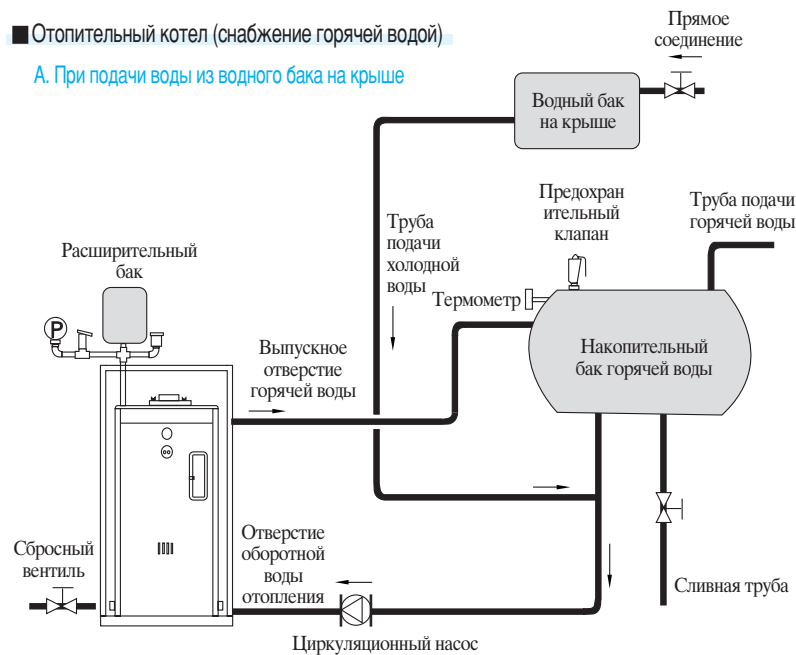 ■ Отопительный котел (снабжение горячей водой)
А. При подачи воды из водного бака на крыше
Прямое
соединение
Водный бак
на крыше
Предохран
ительный
клапан
Труба подачи
горячей воды
Труба
подачи
холодной
воды
Расширительный
бак
Термометр
P
Выпускное
отверстие
горячей воды
Накопительный
бак горячей воды
Отверстие
оборотной
воды
отопления
Сбросный
вентиль
Сливная труба
Циркуляционный насос